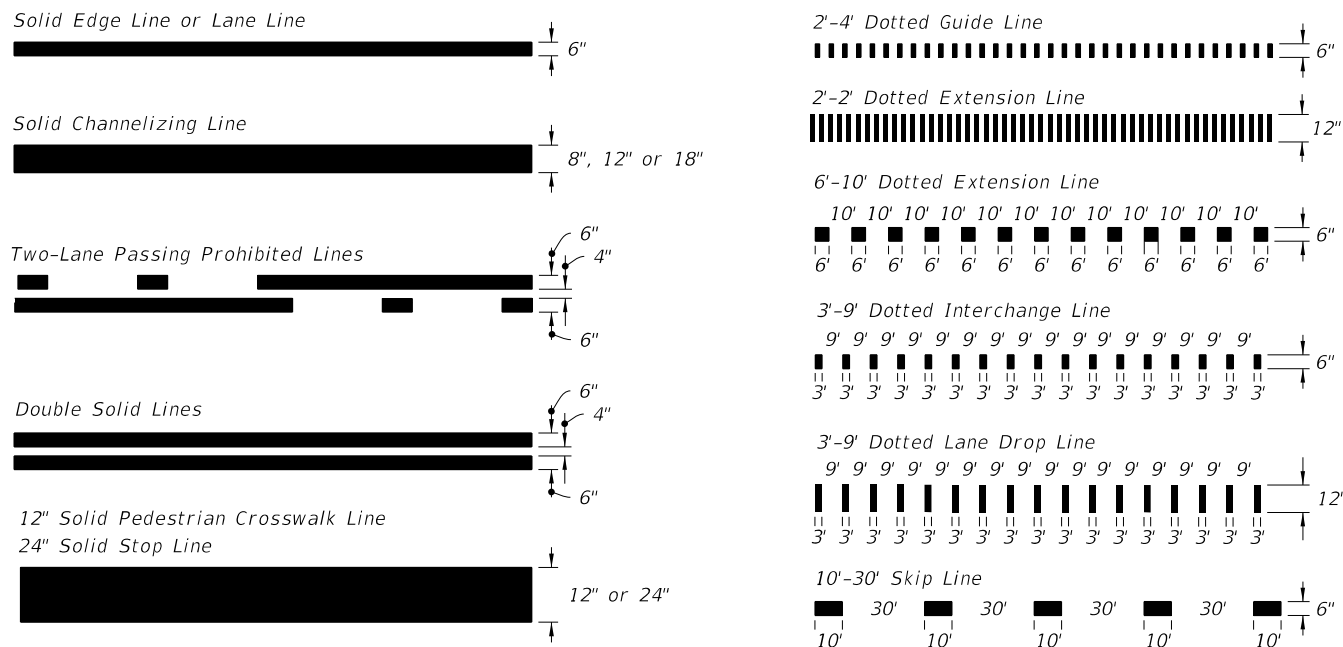 Solid Edge Line or Lane Line
6"
Solid Channelizing Line
8", 12" or 18"
Two-Lane Passing Prohibited Lines
6"
4"
6"
Double Solid Lines
6"
4"
6"
12" Solid Pedestrian Crosswalk Line
24" Solid Stop Line
12" or 24"
2'-4' Dotted Guide Line
6"
2'-2' Dotted Extension Line
12"
6'-10' Dotted Extension Line
10' 10' 10' 10' 10' 10' 10' 10' 10' 10' 10' 10'
6"
6' 6' 6' 6' 6' 6' 6' 6' 6' 6' 6' 6' 6'
3'-9' Dotted Interchange Line
9' 9' 9' 9' 9' 9' 9' 9' 9' 9' 9' 9' 9' 9' 9' 9'
6"
3' 3' 3' 3' 3' 3' 3' 3' 3' 3' 3' 3' 3' 3' 3' 3' 3'
3'-9' Dotted Lane Drop Line
9' 9' 9' 9' 9' 9' 9' 9' 9' 9' 9' 9' 9' 9' 9' 9'
12"
3' 3' 3' 3' 3' 3' 3' 3' 3' 3' 3' 3' 3' 3' 3' 3' 3'
10'-30' Skip Line
30' 30' 30' 30'
6"
10' 10' 10' 10' 10'